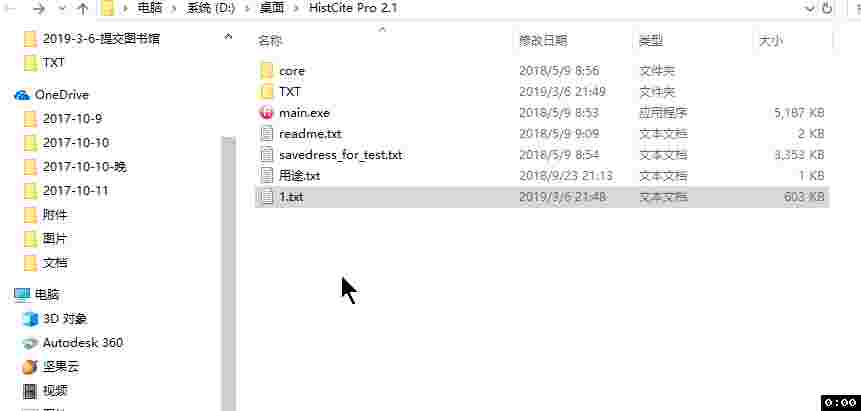 电脑 系统 (D:) 桌面 HistCite Pro 2.1
2019-3-6-提交图书馆
TXT
OneDrive
2017-10-9
2017-10-10
2017-10-10-晚
2017-10-11
附件
图片
文档
电脑
3D 对象
Autodesk 360
坚果云
视频
名称 修改日期 类型 大小
core 2018/5/9 8:56 文件夹
TXT 2019/3/6 21:49 文件夹
main.exe 2018/5/9 8:53 应用程序 5,187 KB
readme.txt 2018/5/9 9:09 文本文档 2 KB
savedress_for_test.txt 2018/5/9 8:54 文本文档 3,353 KB
用途.txt 2018/9/23 21:13 文本文档 1 KB
1.txt 2019/3/6 21:48 文本文档 603 KB
0:00